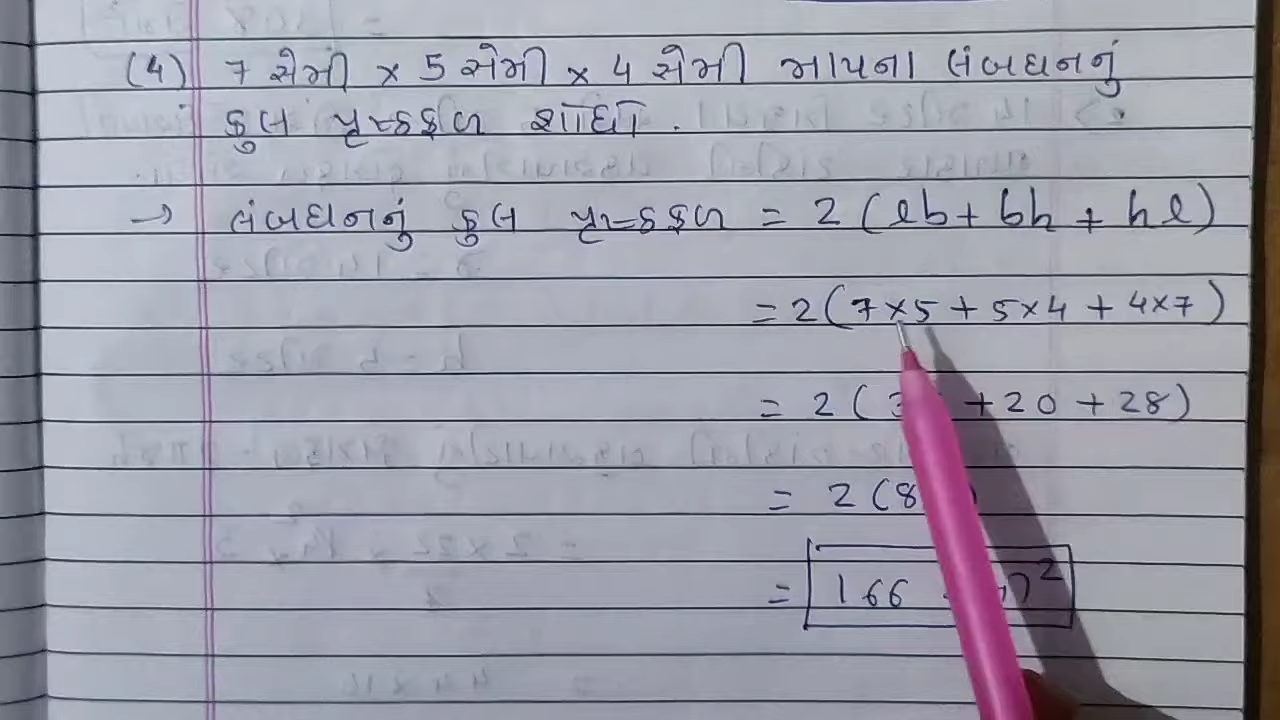 (4) 7 સેમી × 5 સેમી × 4 સેમી માપના લંબઘનનું
કુલ પૃષ્ઠફળ શોધો.
→ લંબઘનનું કુલ પૃષ્ઠફળ = 2 (lb + bh + hl)
= 2 (7×5 + 5×4 + 4×7)
= 2 ( + 20 + 28)
= 2 (8
= 166